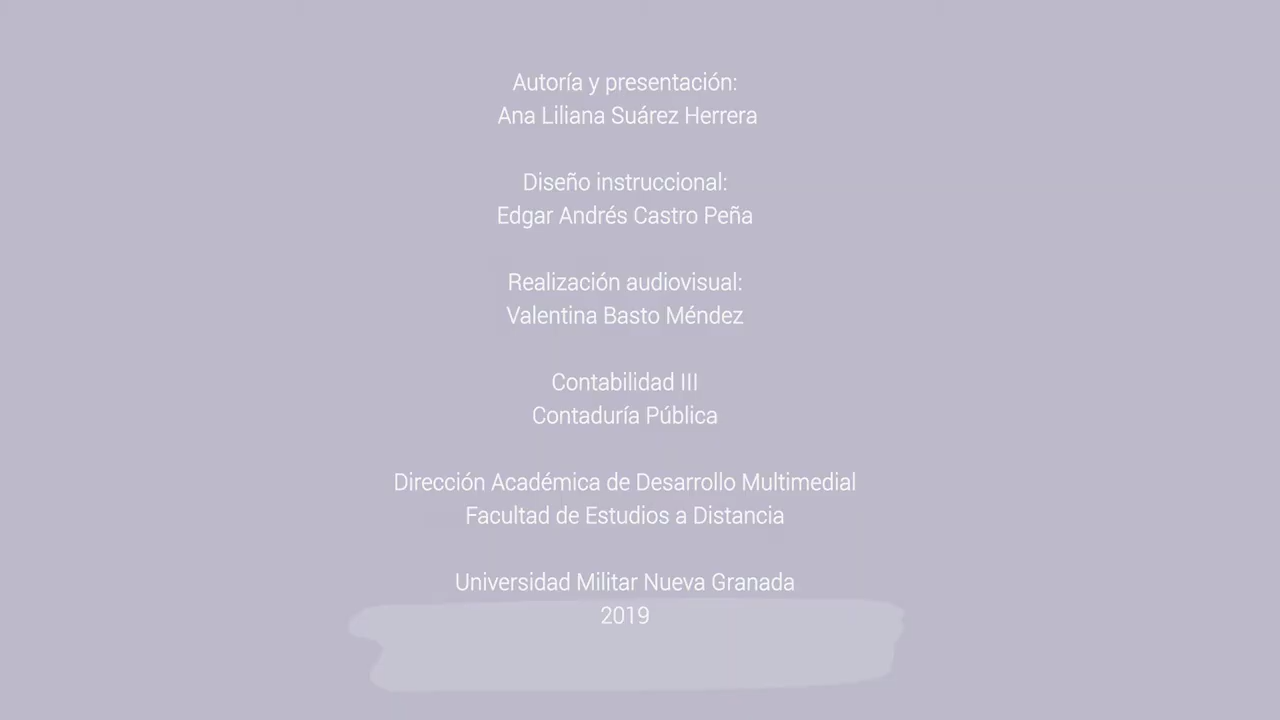 Autoría y presentación:
Ana Liliana Suárez Herrera
Diseño instruccional:
Edgar Andrés Castro Peña
Realización audiovisual:
Valentina Basto Méndez
Contabilidad III
Contaduría Pública
Dirección Académica de Desarrollo Multimedial
Facultad de Estudios a Distancia
Universidad Militar Nueva Granada
2019